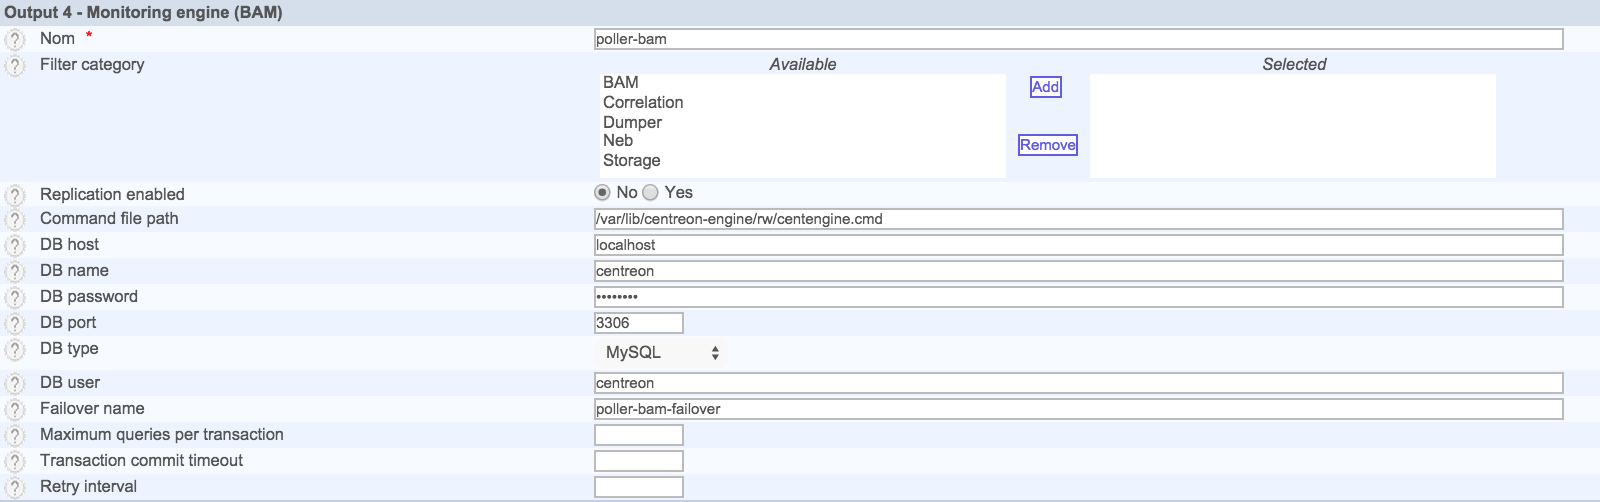 Output 4 - Monitoring engine (BAM)
? Nom * poller-bam
? Filter category Available Selected
BAM Add
Correlation
Dumper
Neb Remove
Storage
? Replication enabled No Yes
? Command file path /var/lib/centreon-engine/rw/centengine.cmd
? DB host localhost
? DB name centreon
? DB password ••••••••
? DB port 3306
? DB type MySQL
? DB user centreon
? Failover name poller-bam-failover
? Maximum queries per transaction
? Transaction commit timeout
? Retry interval